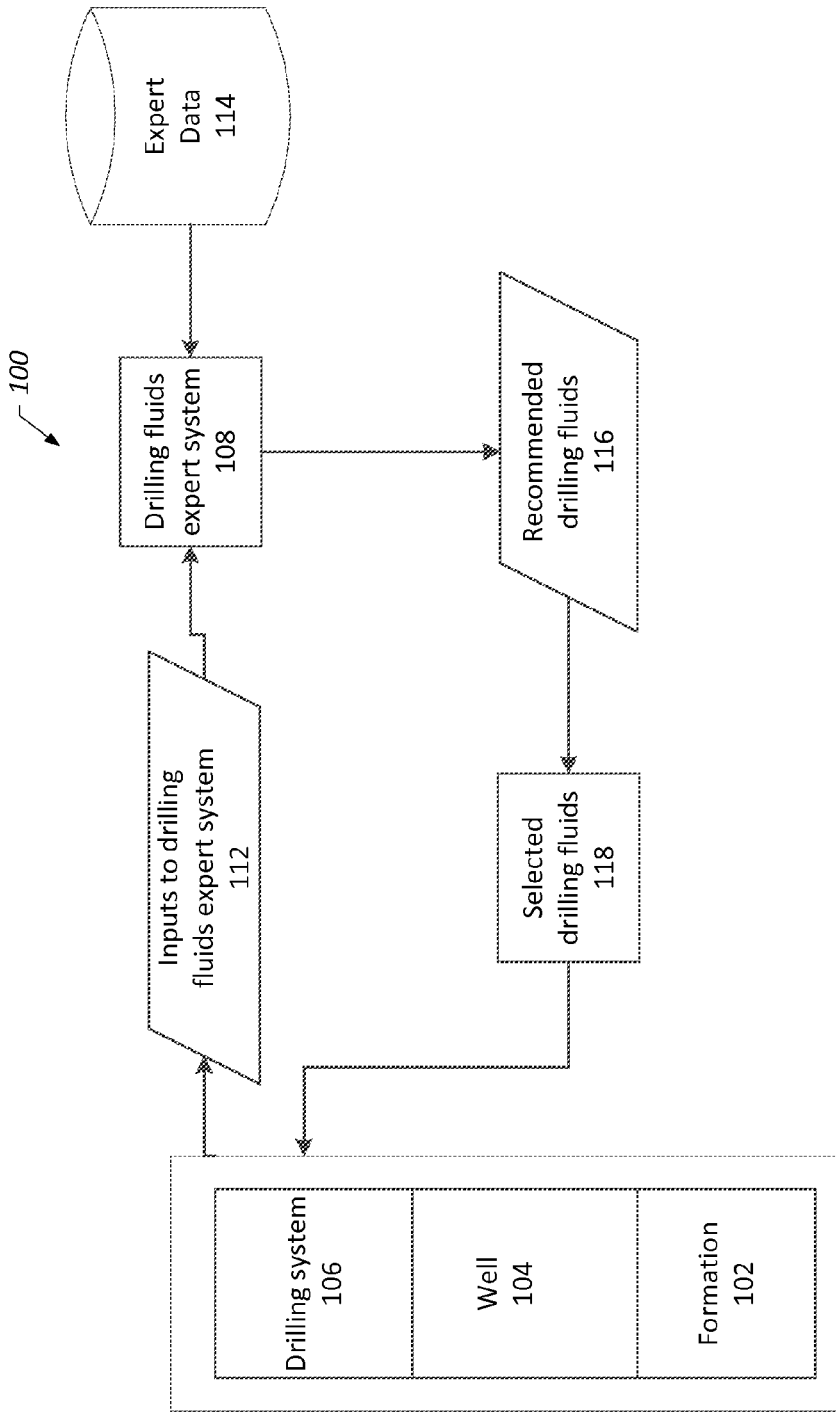 100
Drilling system
106
Well
104
Formation
102
Inputs to drilling
fluids expert system
112
Drilling fluids
expert system
108
Expert
Data
114
Selected
drilling fluids
118
Recommended
drilling fluids
116